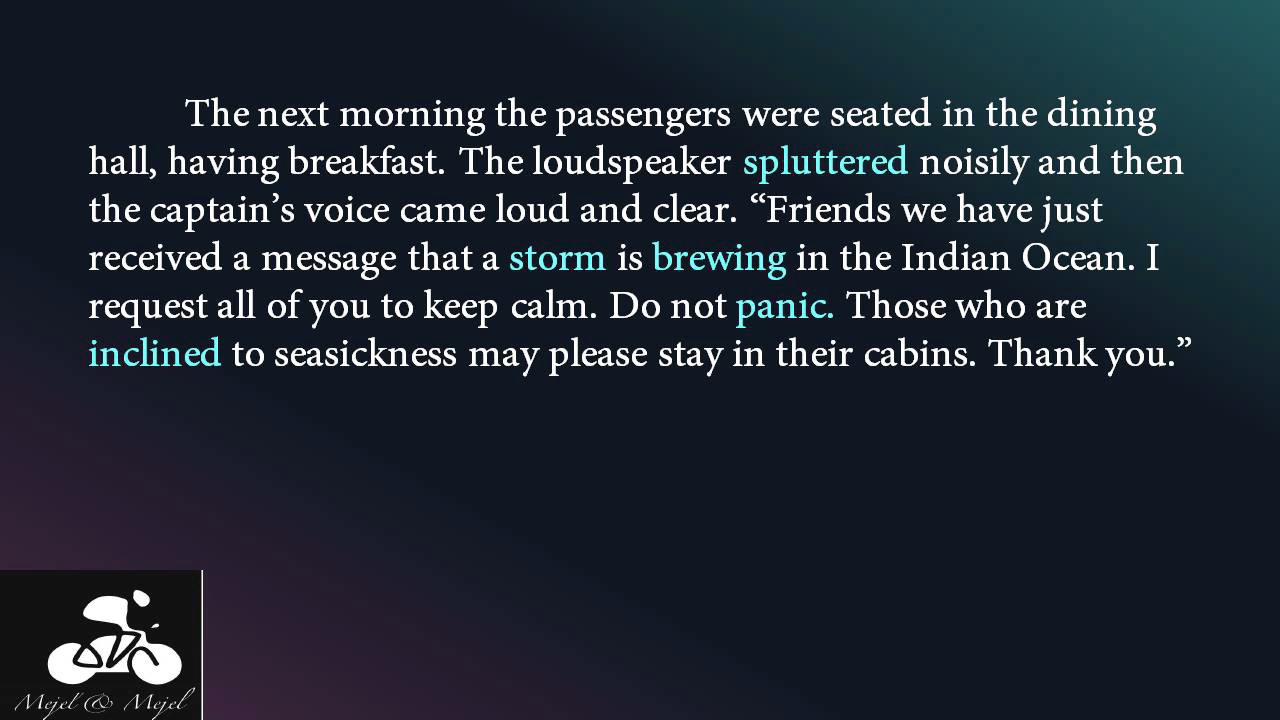 The next morning the passengers were seated in the dining
hall, having breakfast. The loudspeaker spluttered noisily and then
the captain’s voice came loud and clear. “Friends we have just
received a message that a storm is brewing in the Indian Ocean. I
request all of you to keep calm. Do not panic. Those who are
inclined to seasickness may please stay in their cabins. Thank you.”
Mejel & Mejel